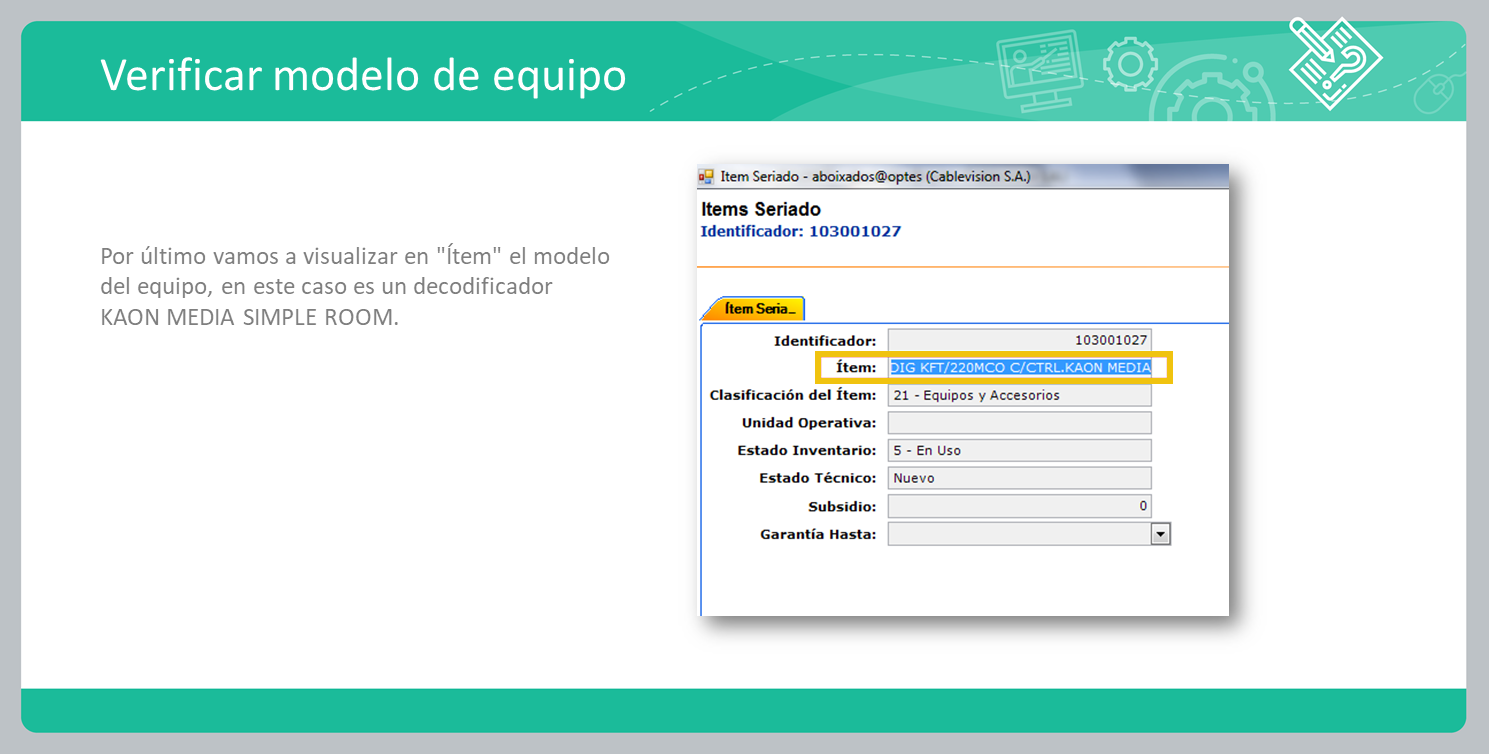 Verificar modelo de equipo
Por último vamos a visualizar en "Ítem" el modelo
del equipo, en este caso es un decodificador
KAON MEDIA SIMPLE ROOM.
Item Seriado - aboixados@optes (Cablevision S.A.)
Items Seriado
Identificador: 103001027
Ítem Seria...
Identificador: 103001027
Ítem: DIG KFT/220MCO C/CTRL.KAON MEDIA
Clasificación del Ítem: 21 - Equipos y Accesorios
Unidad Operativa:
Estado Inventario: 5 - En Uso
Estado Técnico: Nuevo
Subsidio: 0
Garantía Hasta: